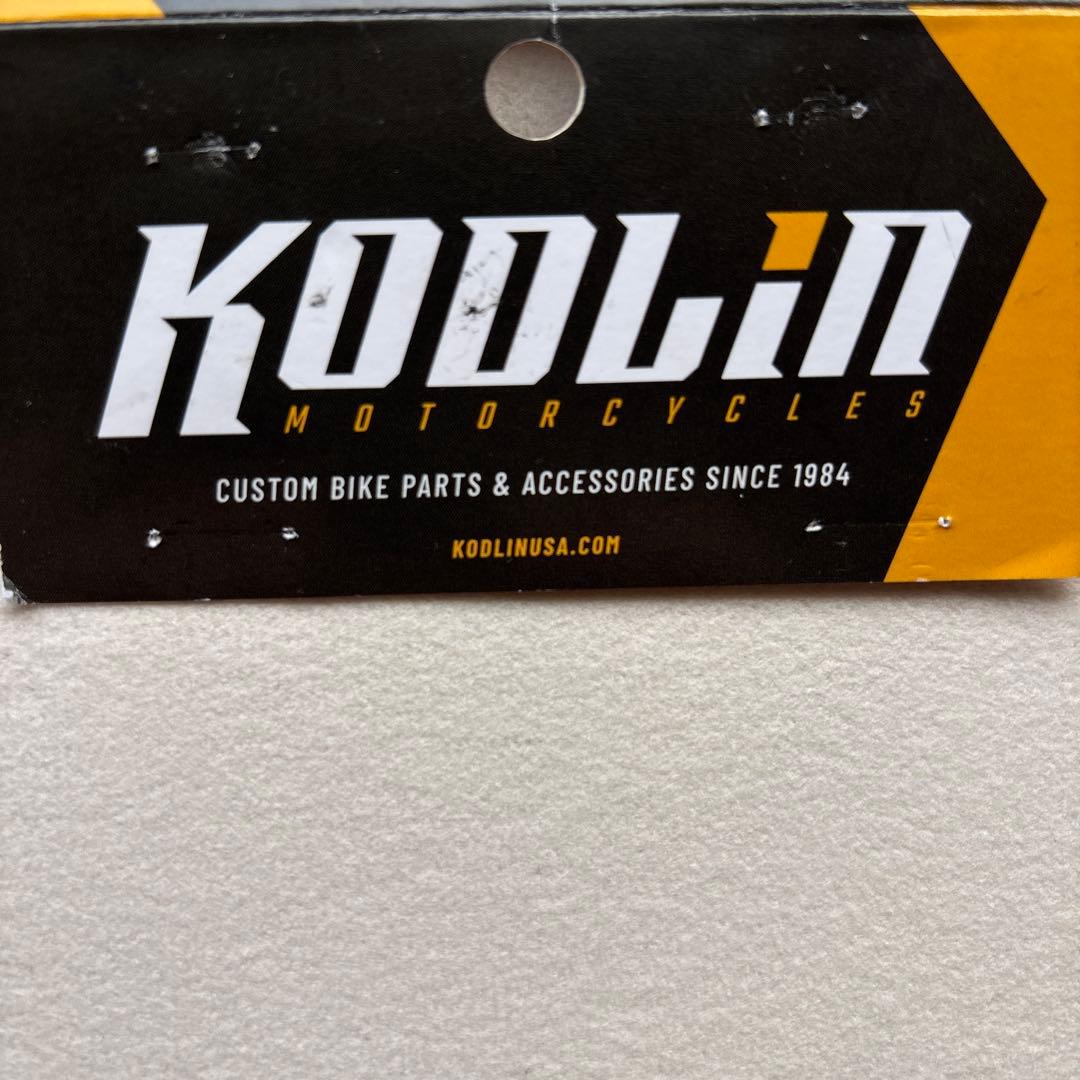 KODLiN
MOTORCYCLES
CUSTOM BIKE PARTS & ACCESSORIES SINCE 1984
KODLINUSA.COM